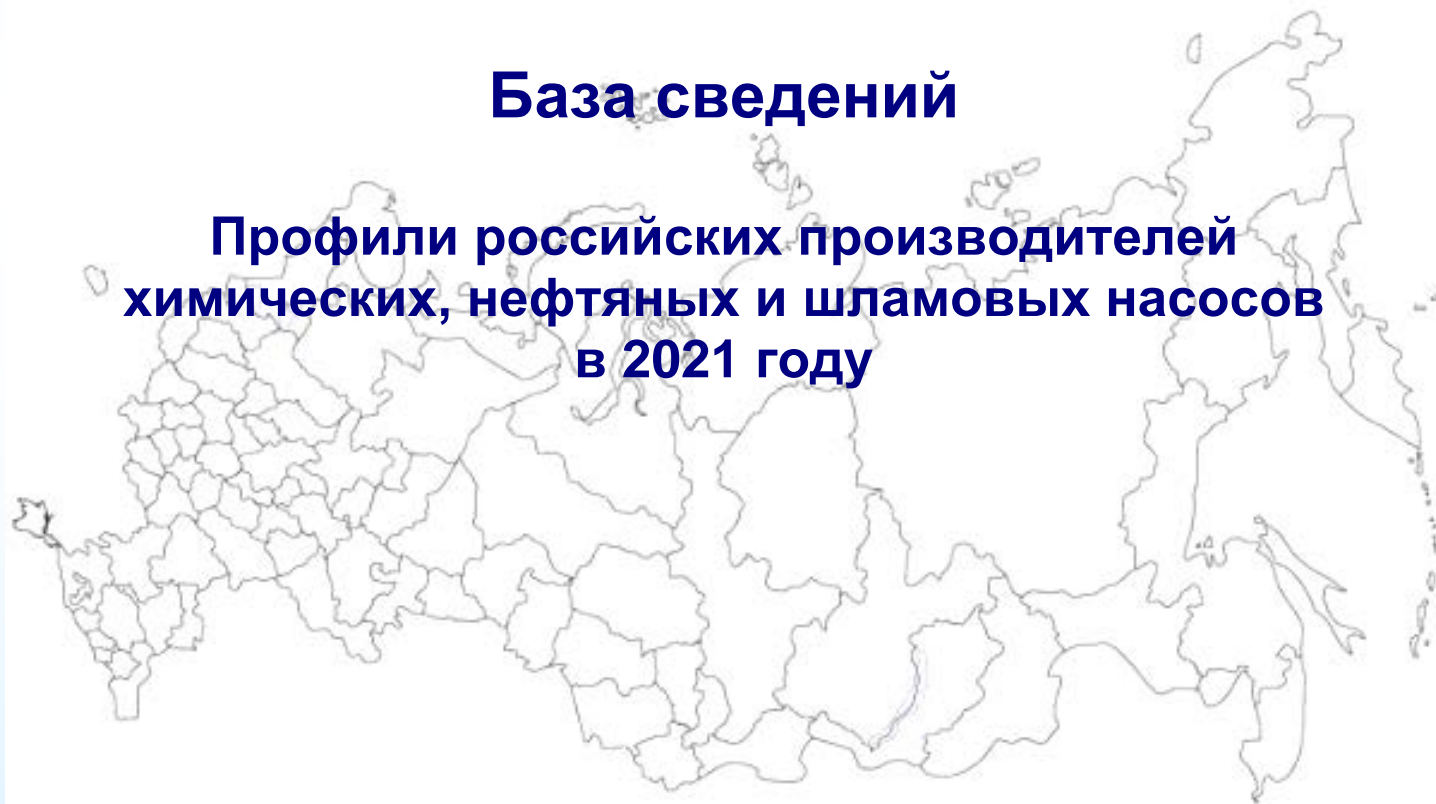 База сведений
Профили российских производителей
химических, нефтяных и шламовых насосов
в 2021 году